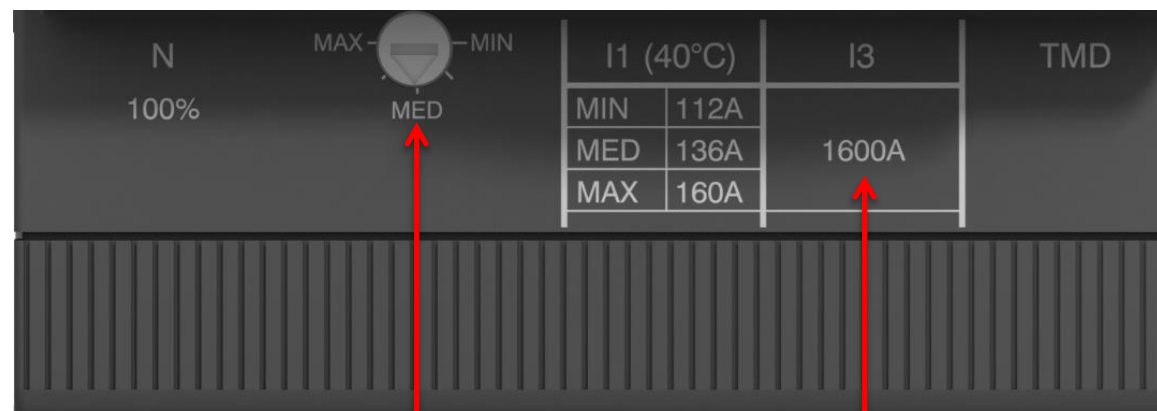 N
100%
MAX
MIN
MED
I1 (40°C)
I3
TMD
MIN 112A
MED 136A
MAX 160A
1600A